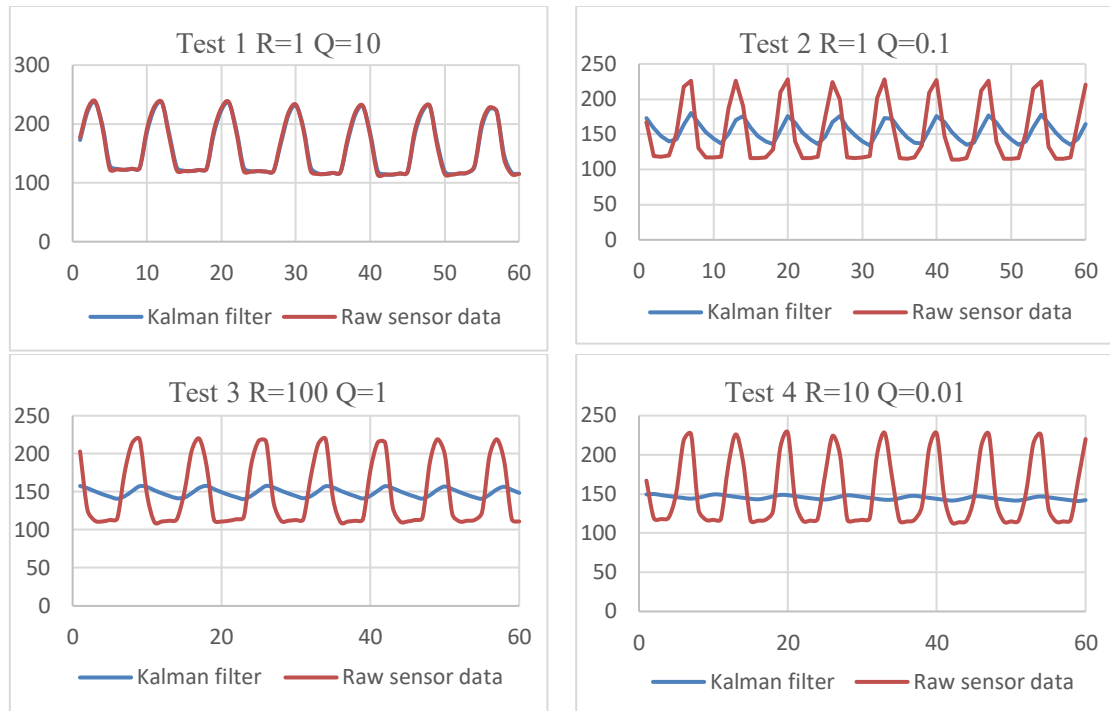 Test 1 R=1 Q=10
300
200
100
0
0 10 20 30 40 50 60
Kalman filter Raw sensor data
Test 2 R=1 Q=0.1
250
200
150
100
50
0
0 10 20 30 40 50 60
Kalman filter Raw sensor data
Test 3 R=100 Q=1
250
200
150
100
50
0
0 20 40 60
Kalman filter Raw sensor data
Test 4 R=10 Q=0.01
250
200
150
100
50
0
0 20 40 60
Kalman filter Raw sensor data